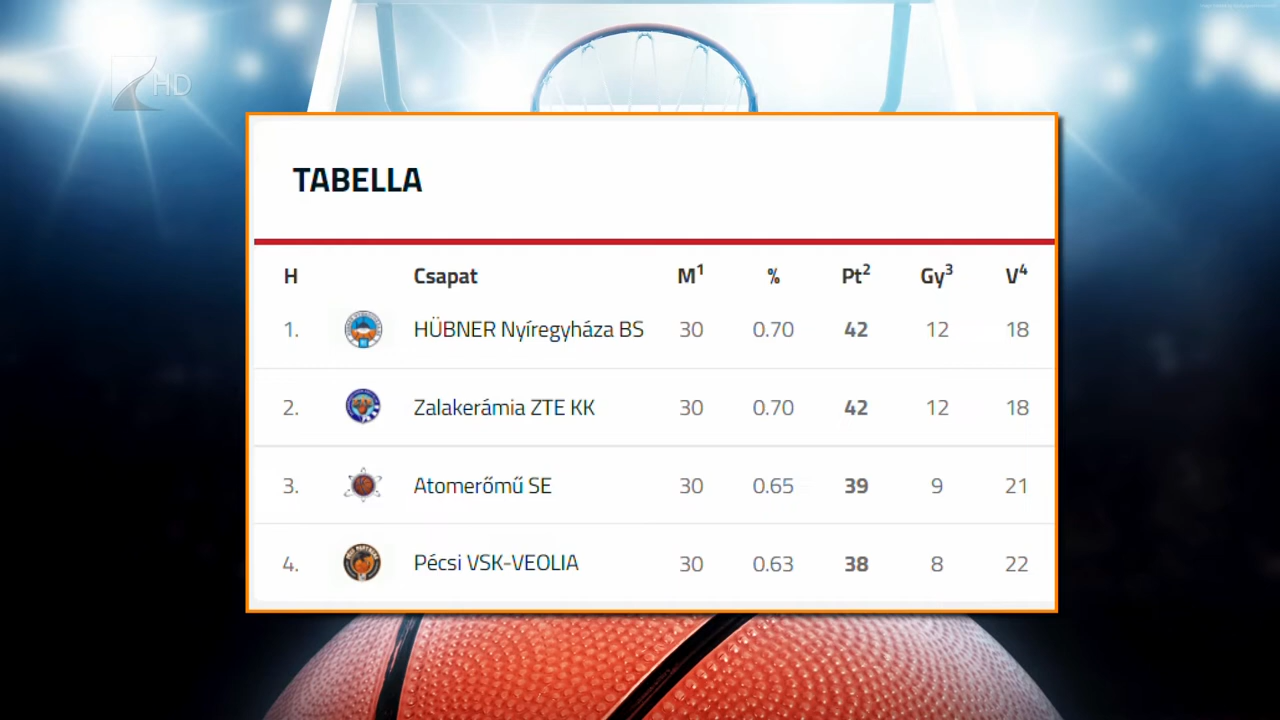 HD
TABELLA
H Csapat M¹ % Pt² Gy³ V⁴
1. HÜBNER Nyíregyháza BS 30 0.70 42 12 18
2. Zalakerámia ZTE KK 30 0.70 42 12 18
3. Atomerőmű SE 30 0.65 39 9 21
4. Pécsi VSK-VEOLIA 30 0.63 38 8 22